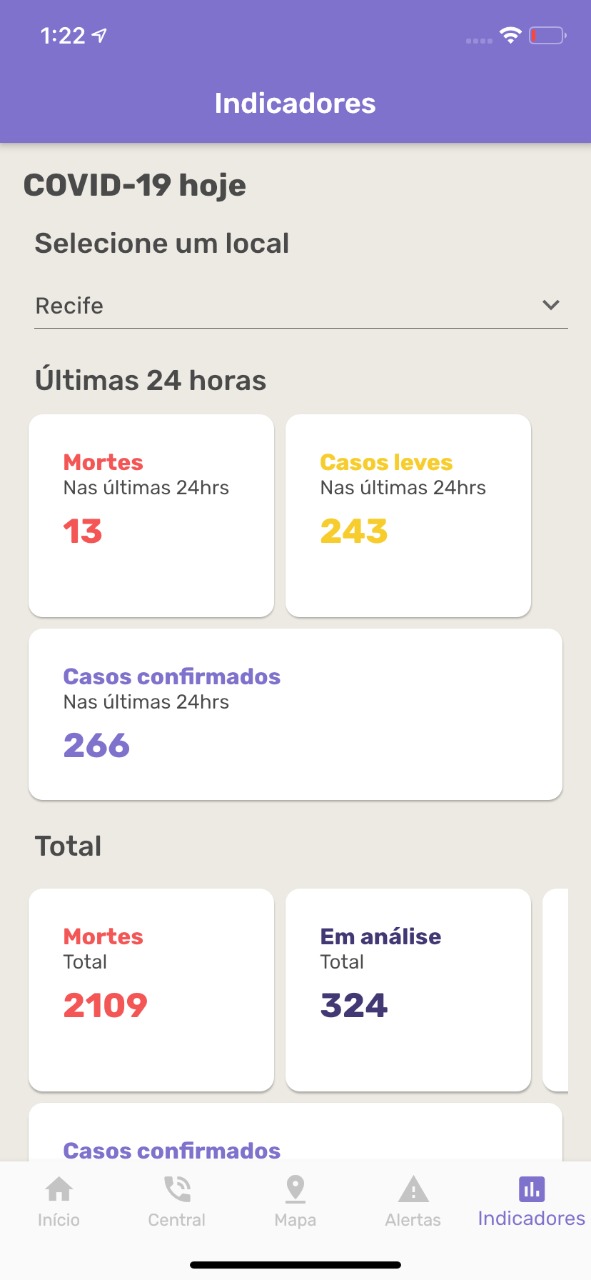 1:22
Indicadores
COVID-19 hoje
Selecione um local
Recife
Últimas 24 horas
Mortes
Nas últimas 24hrs
13
Casos leves
Nas últimas 24hrs
243
Casos confirmados
Nas últimas 24hrs
266
Total
Mortes
Total
2109
Em análise
Total
324
Casos confirmados
Início
Central
Mapa
Alertas
Indicadores